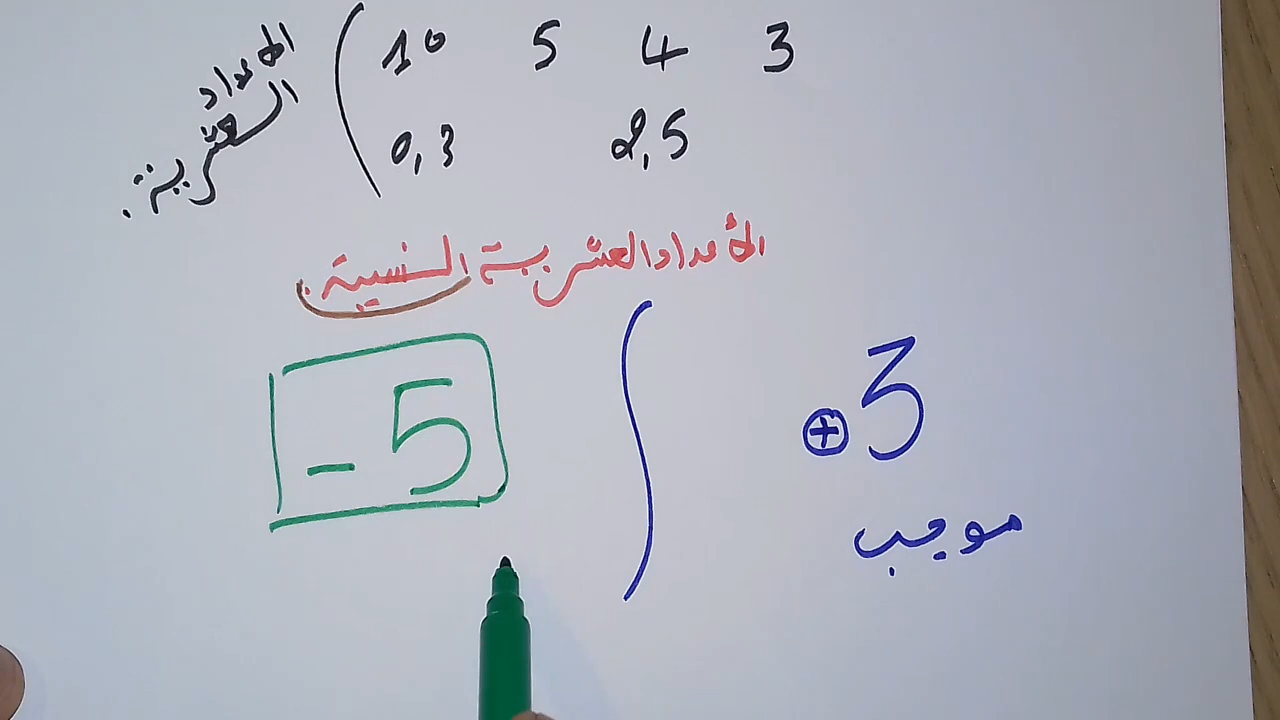 الأعداد
العشرية.
10 5 4 3
0,3 2,5
الأعداد العشرية النسبية.
-5
+3
موجب